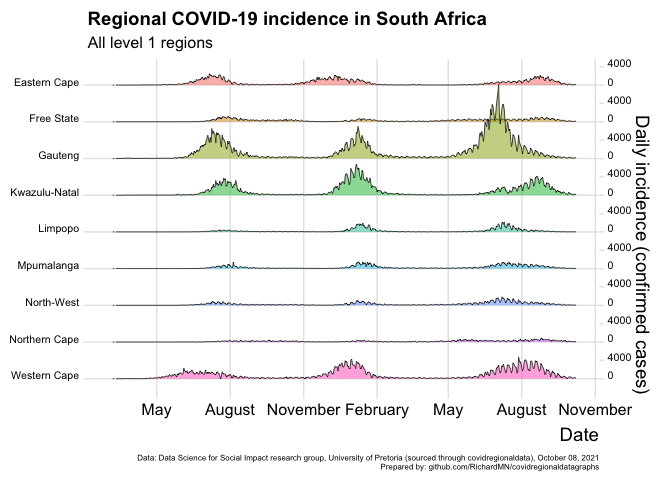 Regional COVID-19 incidence in South Africa
All level 1 regions
Eastern Cape
Free State
Gauteng
Kwazulu-Natal
Limpopo
Mpumalanga
North-West
Northern Cape
Western Cape
4000
0
4000
0
4000
0
4000
0
4000
0
4000
0
4000
0
4000
0
4000
0
Daily incidence (confirmed cases)
May August November February May August November
Date
Data: Data Science for Social Impact research group, University of Pretoria (sourced through covidregionaldata), October 08, 2021
Prepared by: github.com/RichardMN/covidregionaldatagraphs